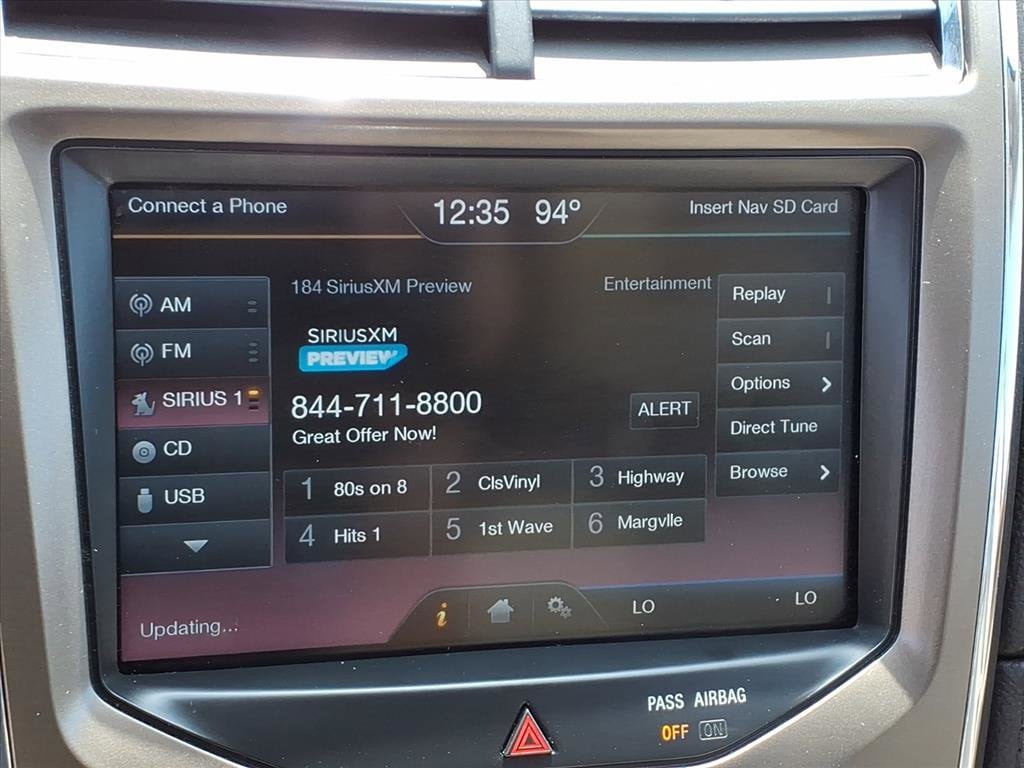 Connect a Phone
12:35 94°
Insert Nav SD Card
AM
FM
SIRIUS 1
CD
USB
184 SiriusXM Preview
Entertainment
SIRIUSXM
PREVIEW
844-711-8800
Great Offer Now!
ALERT
Replay
Scan
Options
Direct Tune
Browse
1 80s on 8
2 ClsVinyl
3 Highway
4 Hits 1
5 1st Wave
6 Margvlle
Updating...
i
LO
LO
PASS AIRBAG
OFF ON